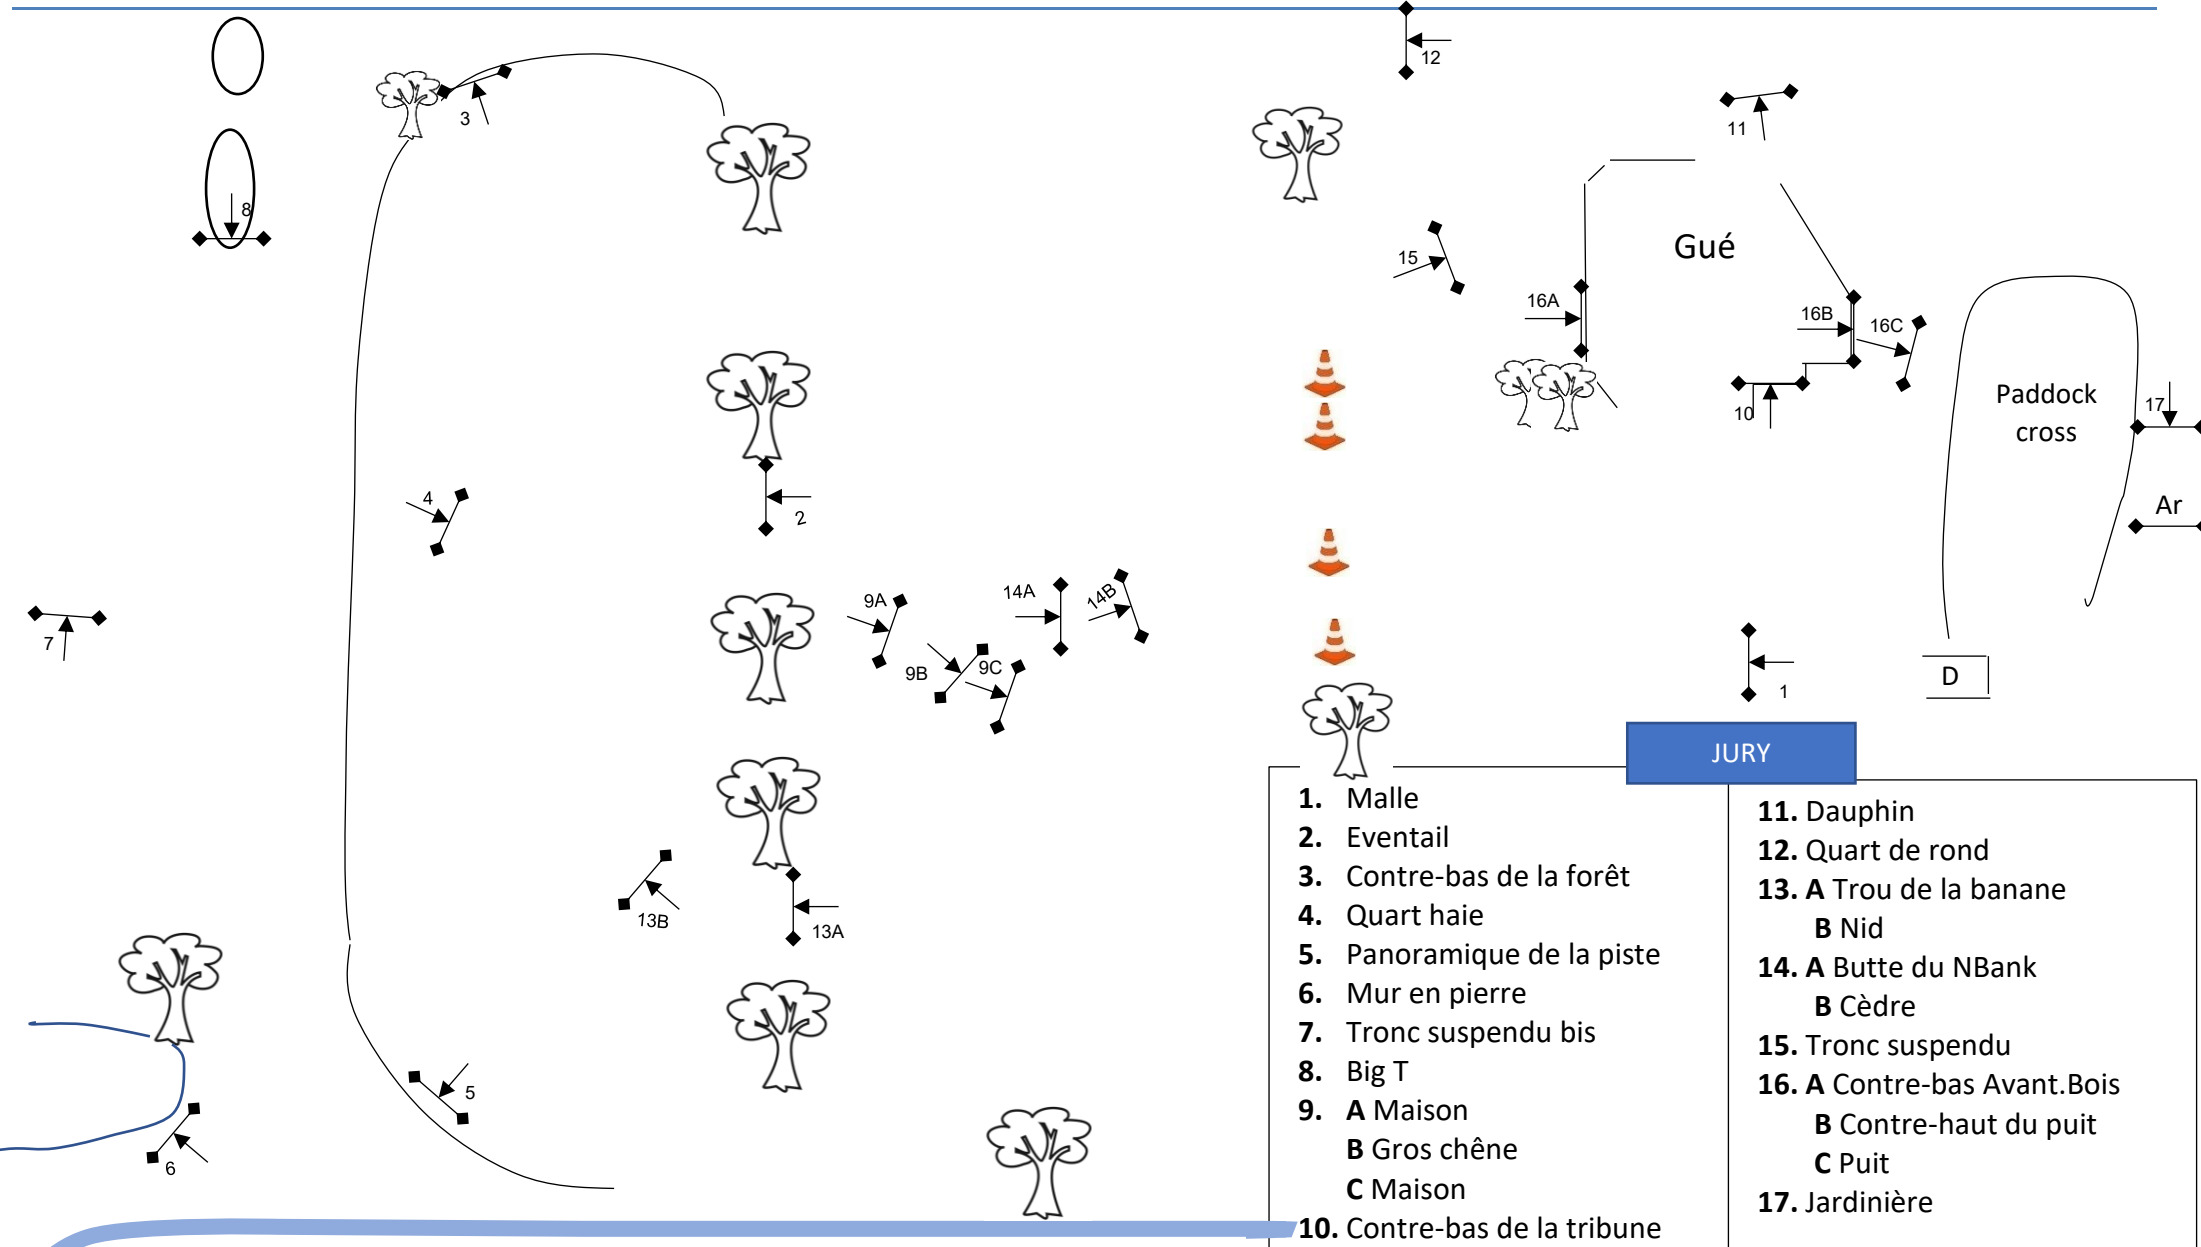 12
3
11
8
Gué
15
16A
16B
16C
Paddock
cross
17
10
4
2
Ar
9A
14A
14B
7
9B
9C
D
1
JURY
13B
13A
5
6
1. Malle
2. Eventail
3. Contre-bas de la forêt
4. Quart haie
5. Panoramique de la piste
6. Mur en pierre
7. Tronc suspendu bis
8. Big T
9. A Maison
B Gros chêne
C Maison
10. Contre-bas de la tribune
11. Dauphin
12. Quart de rond
13. A Trou de la banane
B Nid
14. A Butte du NBank
B Cèdre
15. Tronc suspendu
16. A Contre-bas Avant.Bois
B Contre-haut du puit
C Puit
17. Jardinière